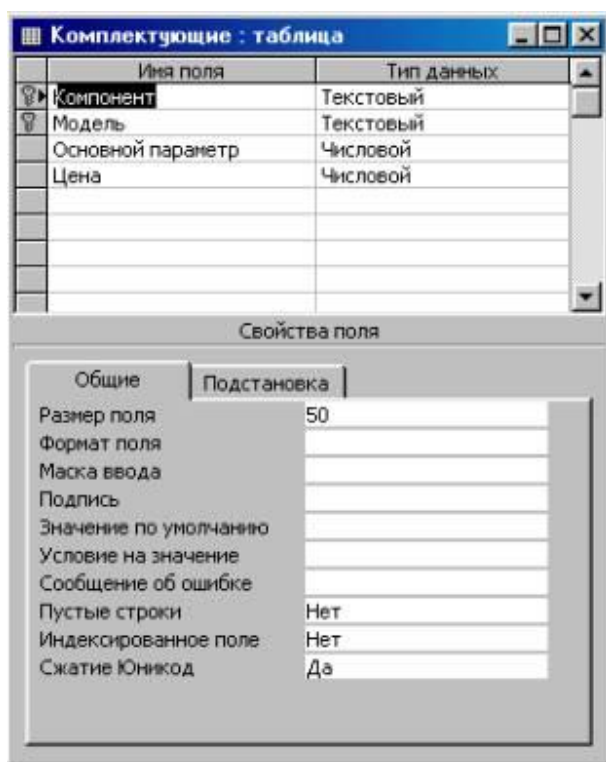 Комплектующие : таблица
Имя поля Тип данных
Компонент Текстовый
Модель Текстовый
Основной параметр Числовой
Цена Числовой
Свойства поля
Общие Подстановка
Размер поля 50
Формат поля
Маска ввода
Подпись
Значение по умолчанию
Условие на значение
Сообщение об ошибке
Пустые строки Нет
Индексированное поле Нет
Сжатие Юникод Да